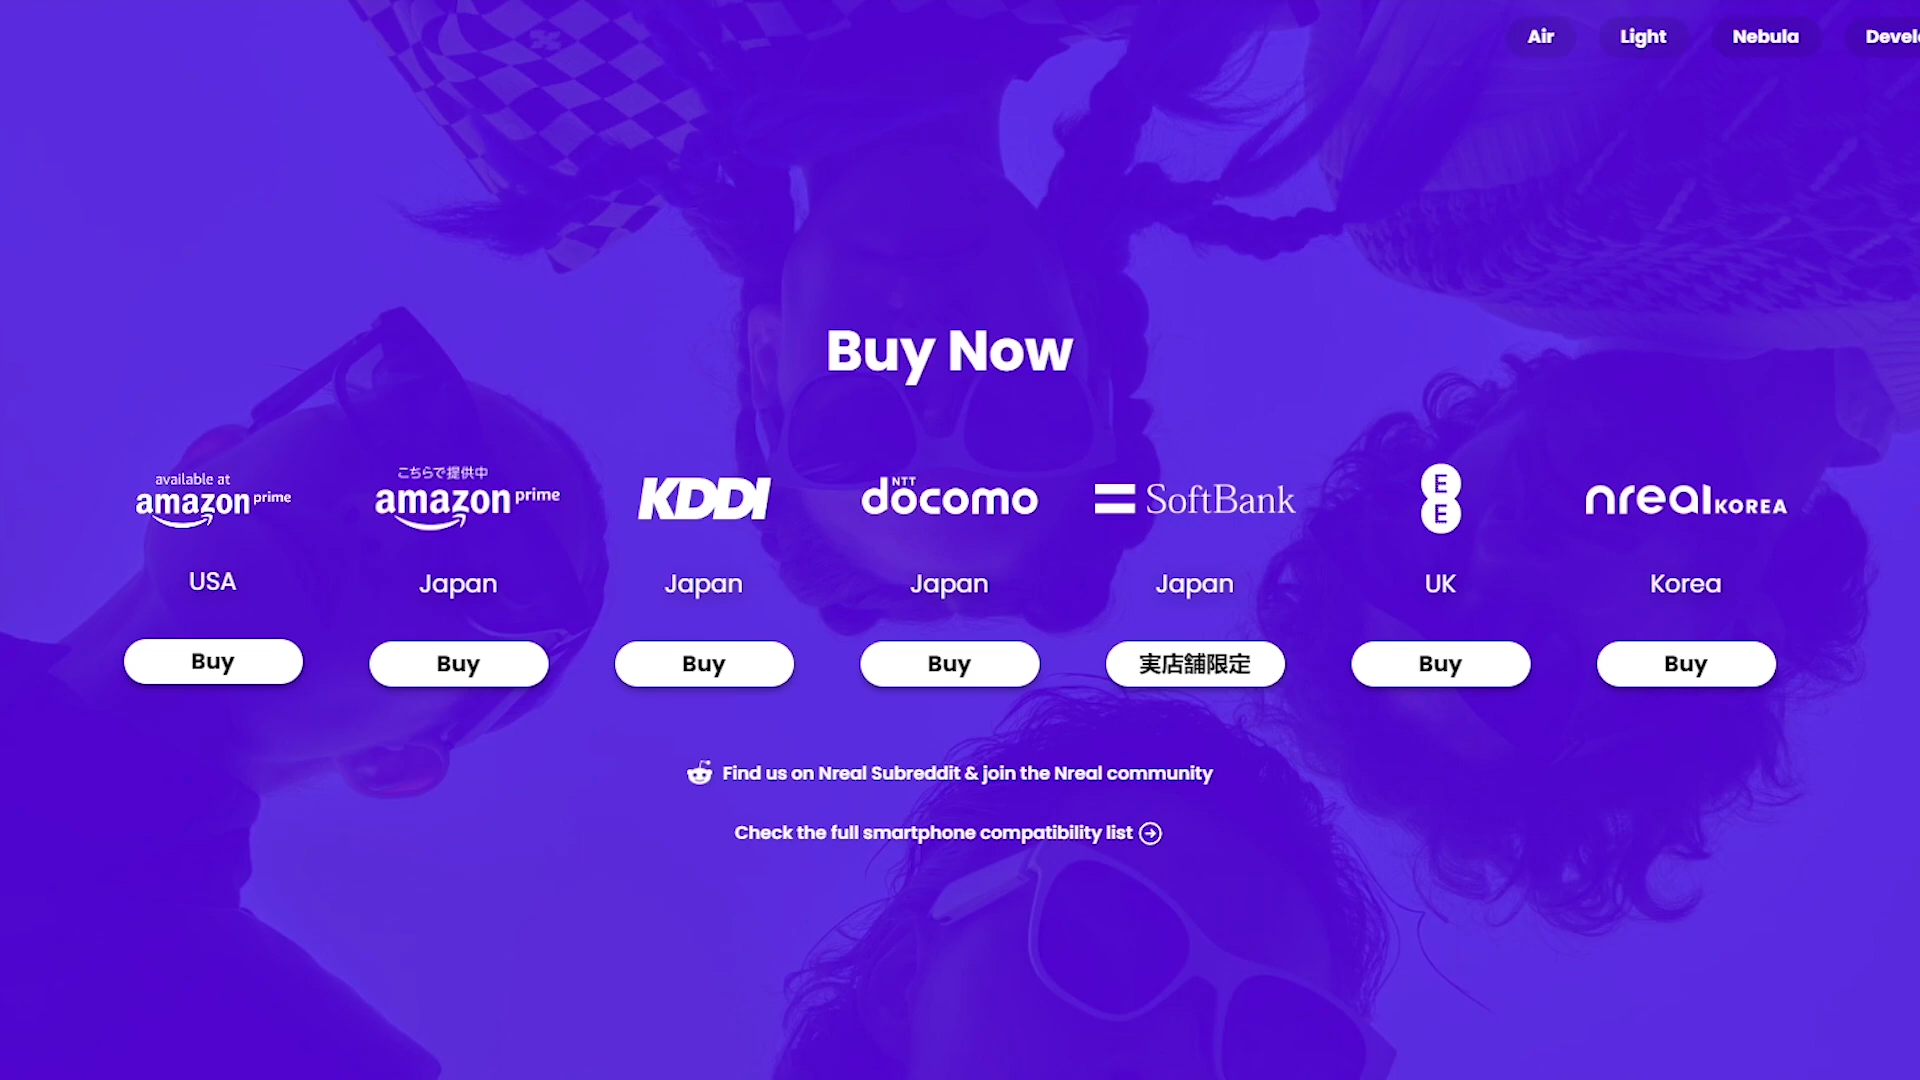 Air Light Nebula Devel
Buy Now
available at
amazon prime
こちらで提供中
amazon prime
KDDI
NTT
docomo
SoftBank
E
E
nreal KOREA
USA
Japan
Japan
Japan
Japan
UK
Korea
Buy
Buy
Buy
Buy
実店舗限定
Buy
Buy
Find us on Nreal Subreddit & join the Nreal community
Check the full smartphone compatibility list